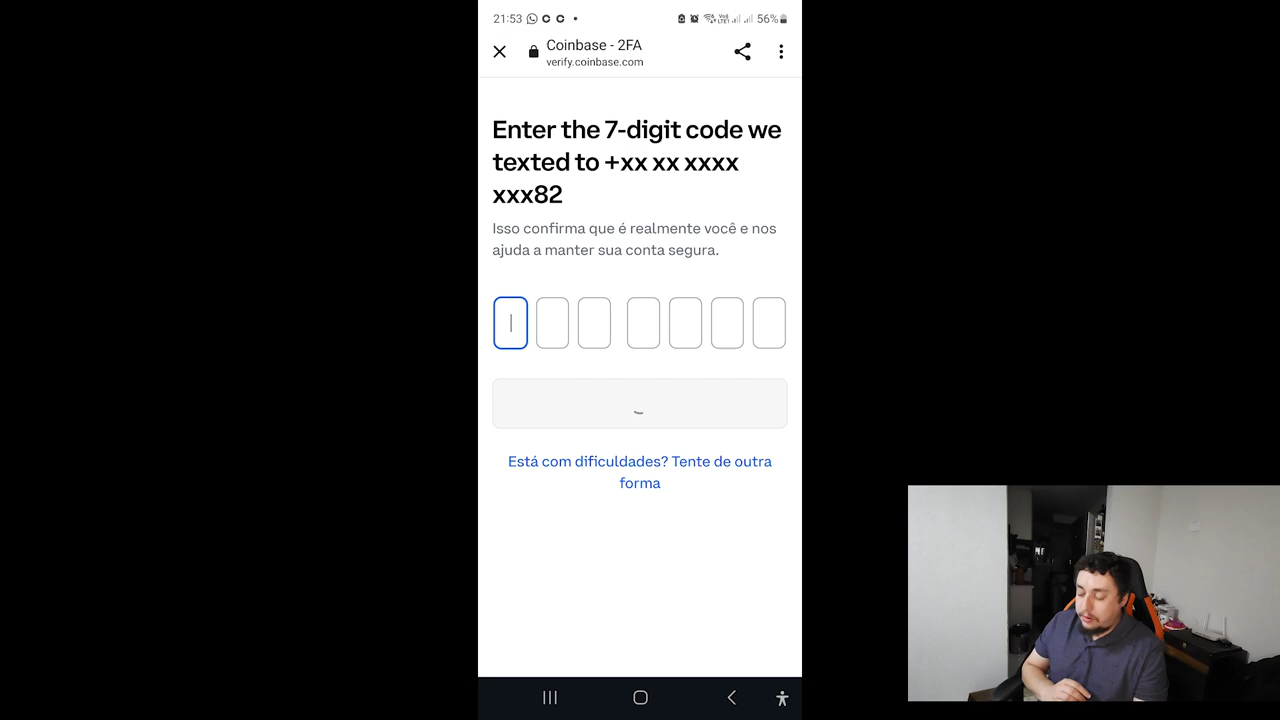 21:53
56%
Coinbase - 2FA
verify.coinbase.com
Enter the 7-digit code we
texted to +xx xx xxxx
xxx82
Isso confirma que é realmente você e nos
ajuda a manter sua conta segura.
Está com dificuldades? Tente de outra
forma